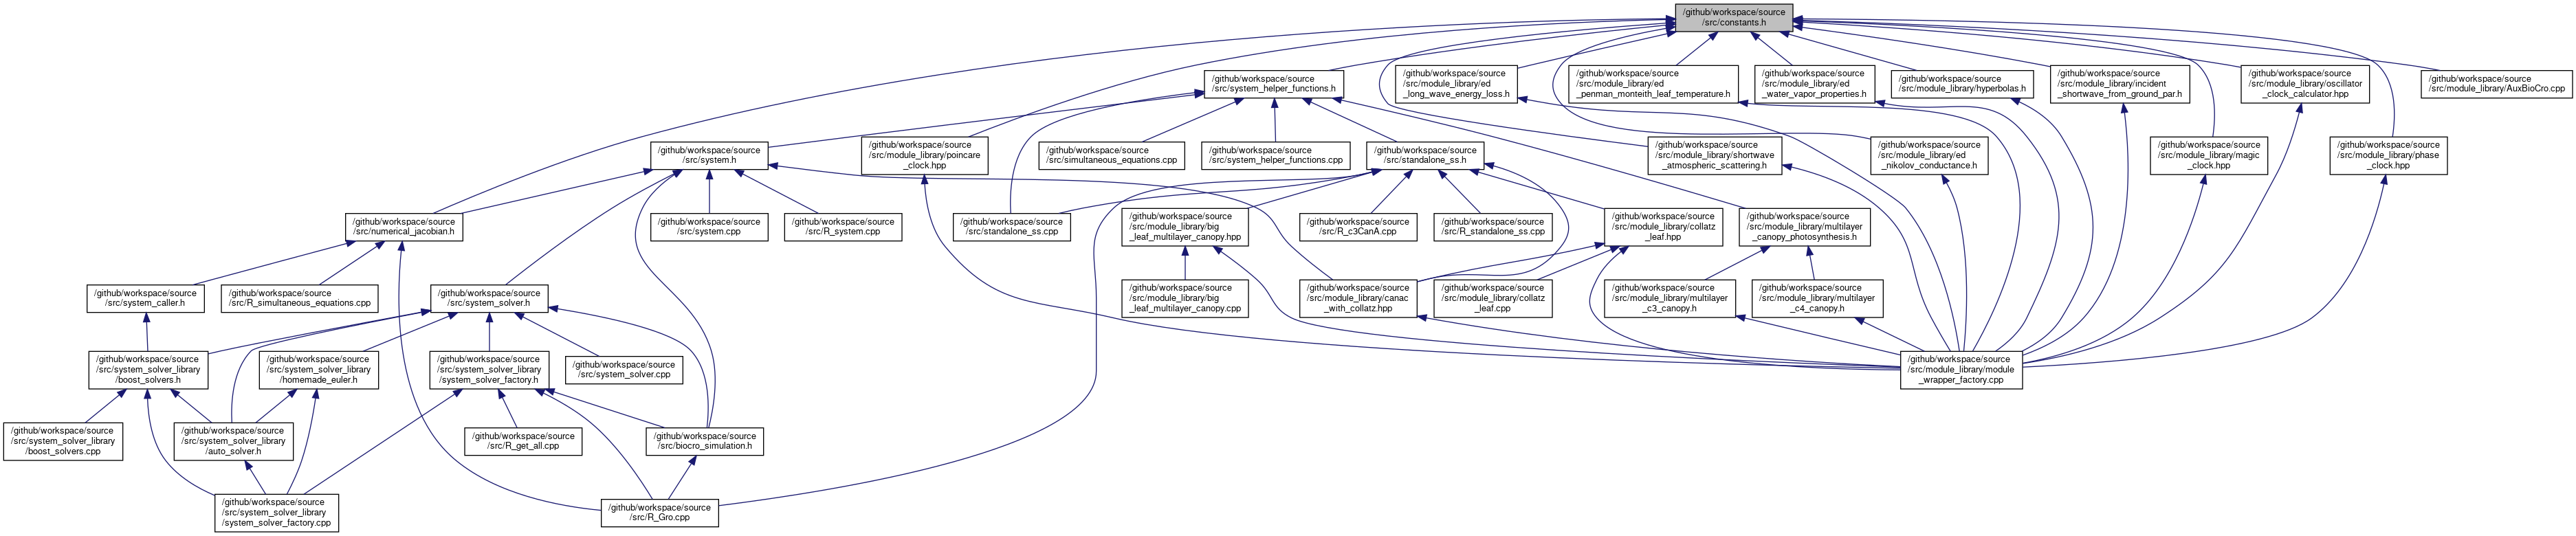 /github/workspace/source
/src/constants.h
/github/workspace/source
/src/system_helper_functions.h
/github/workspace/source
/src/module_library/ed
_long_wave_energy_loss.h
/github/workspace/source
/src/module_library/ed
_penman_monteith_leaf_temperature.h
/github/workspace/source
/src/module_library/ed
_water_vapor_properties.h
/github/workspace/source
/src/module_library/hyperbolas.h
/github/workspace/source
/src/module_library/incident
_shortwave_from_ground_par.h
/github/workspace/source
/src/module_library/oscillator
_clock_calculator.hpp
/github/workspace/source
/src/module_library/AuxBioCro.cpp
/github/workspace/source
/src/system.h
/github/workspace/source
/src/module_library/poincare
_clock.hpp
/github/workspace/source
/src/simultaneous_equations.cpp
/github/workspace/source
/src/system_helper_functions.cpp
/github/workspace/source
/src/standalone_ss.h
/github/workspace/source
/src/module_library/shortwave
_atmospheric_scattering.h
/github/workspace/source
/src/module_library/ed
_nikolov_conductance.h
/github/workspace/source
/src/module_library/magic
_clock.hpp
/github/workspace/source
/src/module_library/phase
_clock.hpp
/github/workspace/source
/src/numerical_jacobian.h
/github/workspace/source
/src/system.cpp
/github/workspace/source
/src/R_system.cpp
/github/workspace/source
/src/standalone_ss.cpp
/github/workspace/source
/src/module_library/big
_leaf_multilayer_canopy.hpp
/github/workspace/source
/src/R_c3CanA.cpp
/github/workspace/source
/src/R_standalone_ss.cpp
/github/workspace/source
/src/module_library/collatz
_leaf.hpp
/github/workspace/source
/src/module_library/multilayer
_canopy_photosynthesis.h
/github/workspace/source
/src/system_caller.h
/github/workspace/source
/src/R_simultaneous_equations.cpp
/github/workspace/source
/src/system_solver.h
/github/workspace/source
/src/module_library/big
_leaf_multilayer_canopy.cpp
/github/workspace/source
/src/module_library/canac
_with_collatz.hpp
/github/workspace/source
/src/module_library/collatz
_leaf.cpp
/github/workspace/source
/src/module_library/multilayer
_c3_canopy.h
/github/workspace/source
/src/module_library/multilayer
_c4_canopy.h
/github/workspace/source
/src/system_solver_library
/boost_solvers.h
/github/workspace/source
/src/system_solver_library
/homemade_euler.h
/github/workspace/source
/src/system_solver_library
/system_solver_factory.h
/github/workspace/source
/src/system_solver.cpp
/github/workspace/source
/src/module_library/module
_wrapper_factory.cpp
/github/workspace/source
/src/system_solver_library
/boost_solvers.cpp
/github/workspace/source
/src/system_solver_library
/auto_solver.h
/github/workspace/source
/src/R_get_all.cpp
/github/workspace/source
/src/biocro_simulation.h
/github/workspace/source
/src/system_solver_library
/system_solver_factory.cpp
/github/workspace/source
/src/R_Gro.cpp